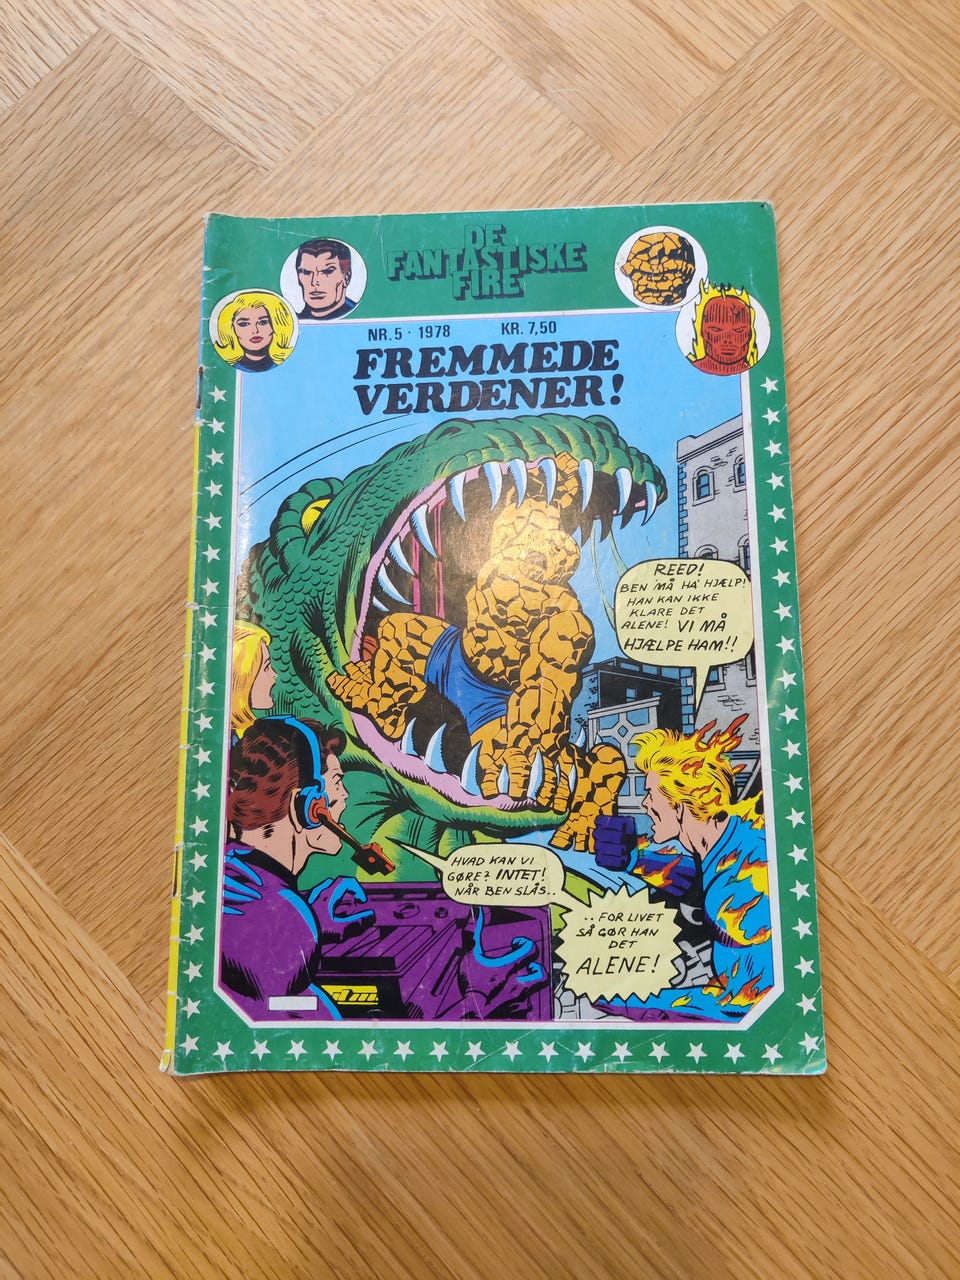 DE
FANTASTISKE
FIRE
NR. 5 · 1978 KR. 7,50
FREMMEDE
VERDENER!
REED!
BEN MÅ HA' HJÆLP!
HAN KAN IKKE
KLARE DET
ALENE! VI MÅ
HJÆLPE HAM!!
HVAD KAN VI
GØRE? INTET!
NÅR BEN SLÅS..
.. FOR LIVET
SÅ GØR HAN
DET
ALENE!